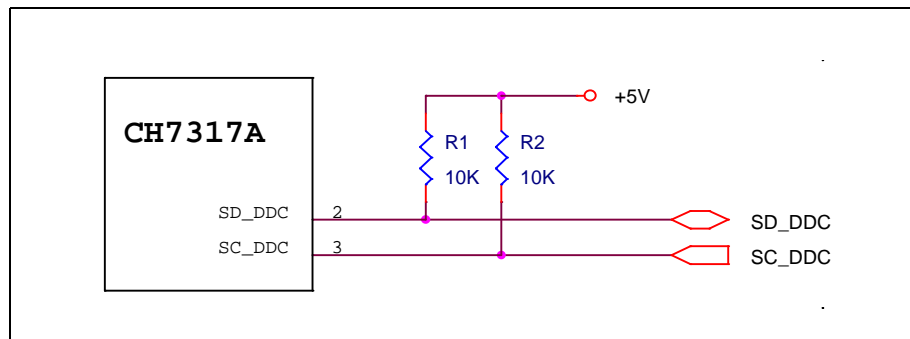 +5V
CH7317A
R1 R2
10K 10K
SD_DDC 2 SD_DDC
SC_DDC 3 SC_DDC